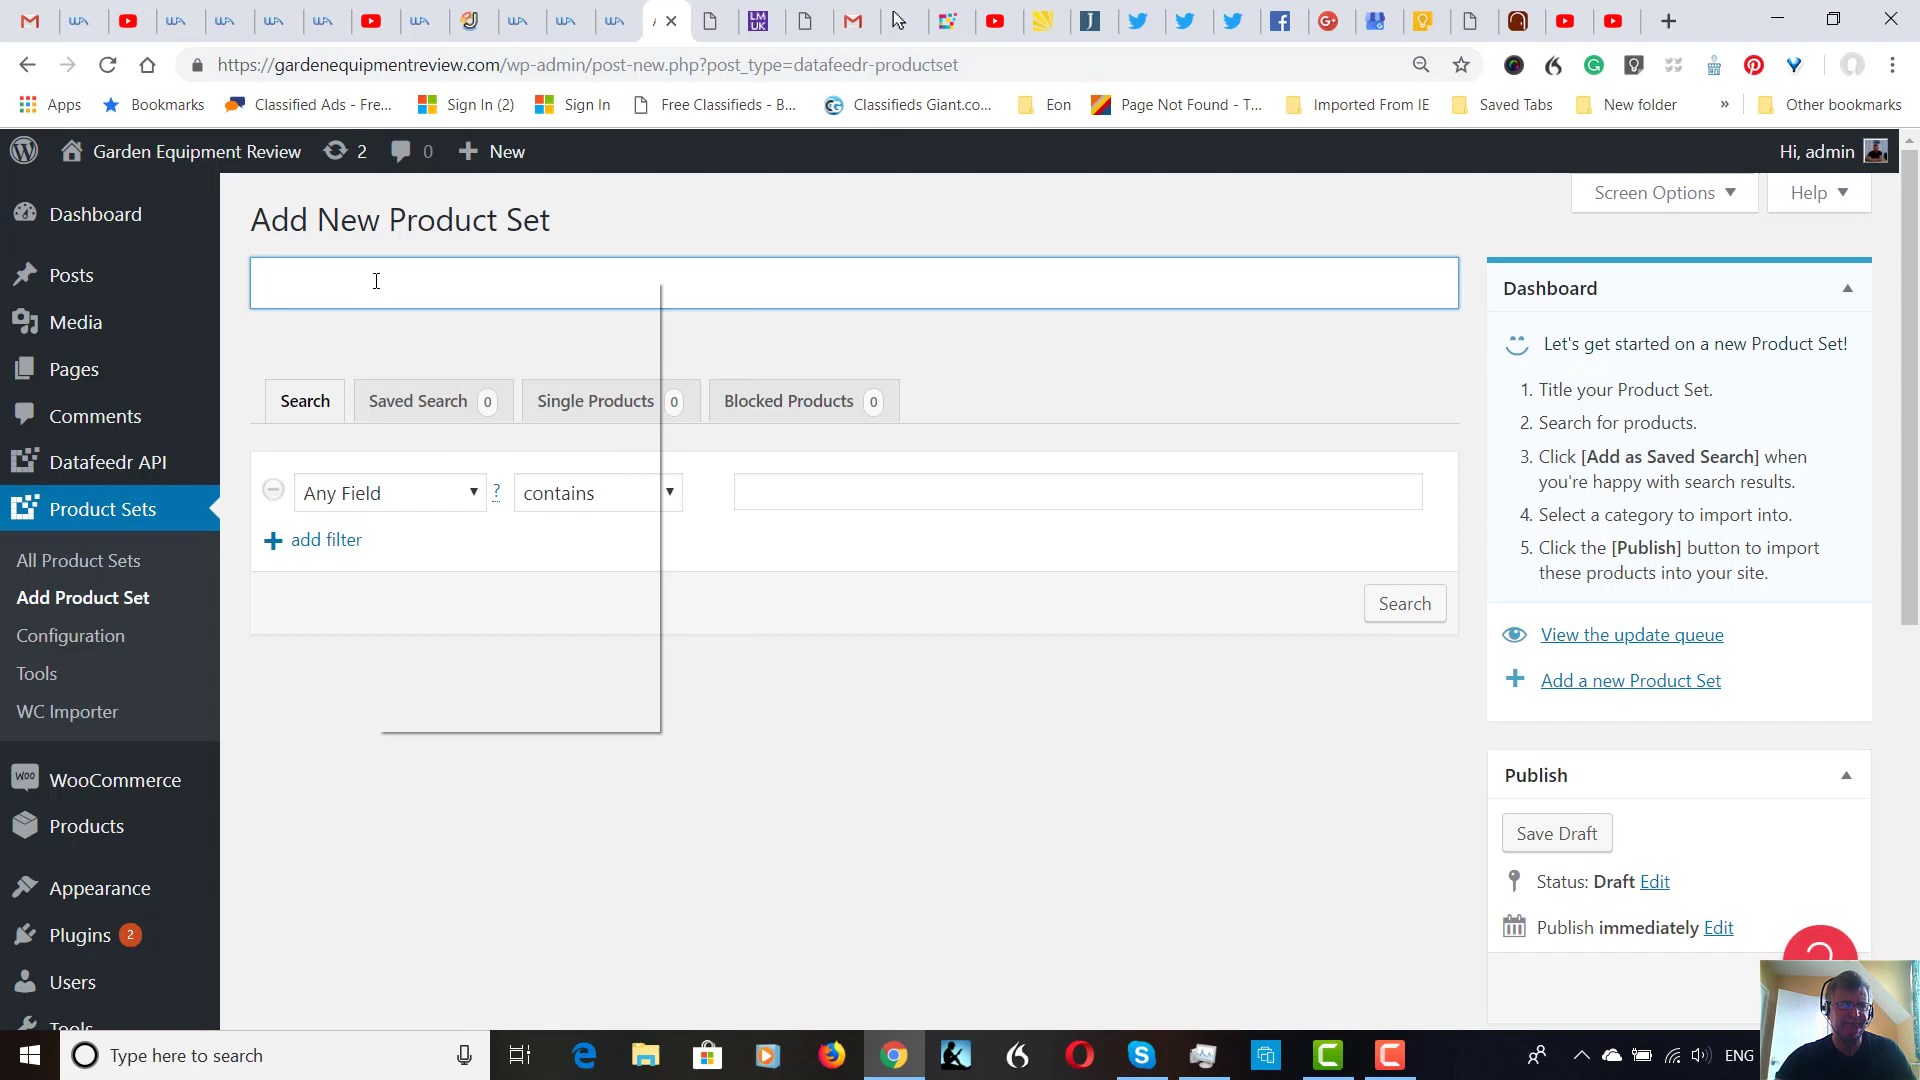 https://gardenequipmentreview.com/wp-admin/post-new.php?post_type=datafeedr-productset
Apps
Bookmarks
Classified Ads - Fre...
Sign In (2)
Sign In
Free Classifieds - B...
Classifieds Giant.co...
Eon
Page Not Found - T...
Imported From IE
Saved Tabs
New folder
»
Other bookmarks
Garden Equipment Review
2
0
New
Hi, admin
Screen Options
Help
Dashboard
Posts
Media
Pages
Comments
Datafeedr API
Product Sets
All Product Sets
Add Product Set
Configuration
Tools
WC Importer
WooCommerce
Products
Appearance
Plugins 2
Users
Tools
Add New Product Set
Search
Saved Search 0
Single Products 0
Blocked Products 0
Any Field
?
contains
add filter
Search
Dashboard
Let's get started on a new Product Set!
1. Title your Product Set.
2. Search for products.
3. Click [Add as Saved Search] when
you're happy with search results.
4. Select a category to import into.
5. Click the [Publish] button to import
these products into your site.
View the update queue
Add a new Product Set
Publish
Save Draft
Status: Draft Edit
Publish immediately Edit
Type here to search
ENG